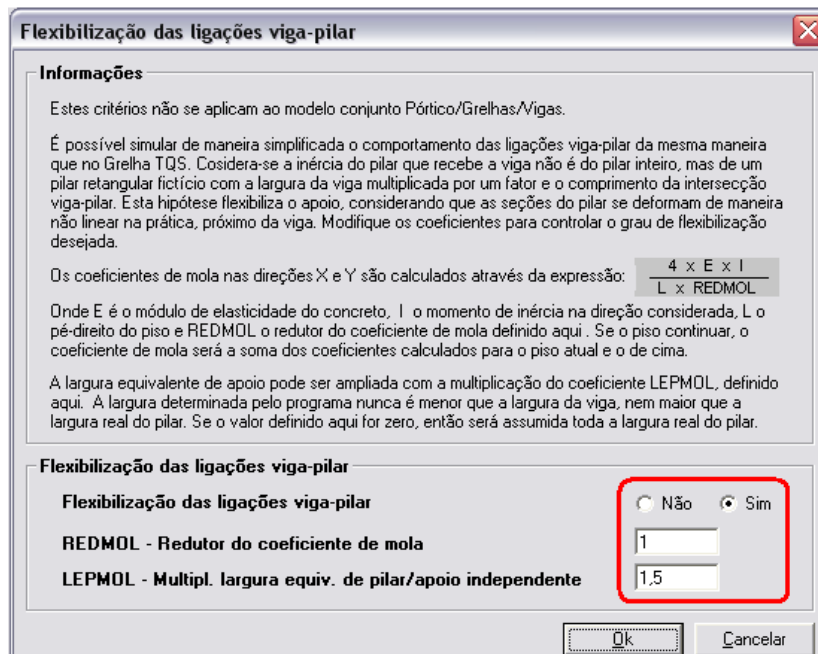 Flexibilização das ligações viga-pilar
Informações
Estes critérios não se aplicam ao modelo conjunto Pórtico/Grelhas/Vigas.
É possível simular de maneira simplificada o comportamento das ligações viga-pilar da mesma maneira
que no Grelha TQS. Cosidera-se a inércia do pilar que recebe a viga não é do pilar inteiro, mas de um
pilar retangular fictício com a largura da viga multiplicada por um fator e o comprimento da intersecção
viga-pilar. Esta hipótese flexibiliza o apoio, considerando que as seções do pilar se deformam de maneira
não linear na prática, próximo da viga. Modifique os coeficientes para controlar o grau de flexibilização
desejada.
Os coeficientes de mola nas direções X e Y são calculados através da expressão:
4 x E x I
L x REDMOL
Onde E é o módulo de elasticidade do concreto, I o momento de inércia na direção considerada, L o
pé-direito do piso e REDMOL o redutor do coeficiente de mola definido aqui . Se o piso continuar, o
coeficiente de mola será a soma dos coeficientes calculados para o piso atual e o de cima.
A largura equivalente de apoio pode ser ampliada com a multiplicação do coeficiente LEPMOL, definido
aqui. A largura determinada pelo programa nunca é menor que a largura da viga, nem maior que a
largura real do pilar. Se o valor definido aqui for zero, então será assumida toda a largura real do pilar.
Flexibilização das ligações viga-pilar
Flexibilização das ligações viga-pilar Não Sim
REDMOL - Redutor do coeficiente de mola 1
LEPMOL - Multipl. largura equiv. de pilar/apoio independente 1,5
Ok Cancelar